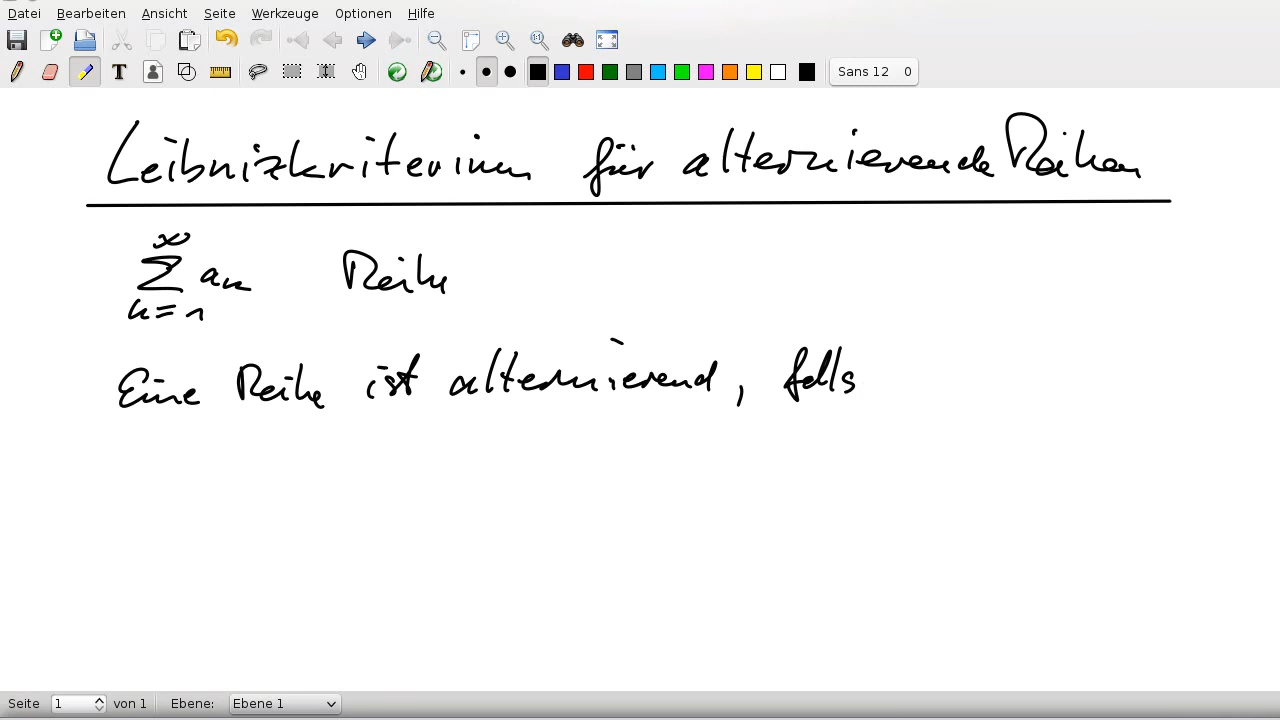 Datei Bearbeiten Ansicht Seite Werkzeuge Optionen Hilfe
Sans 12 0
Leibnizkriterium für alternierende Reihen
∞
∑ aₖ Reihe
k=1
Eine Reihe ist alternierend, falls
Seite 1 von 1 Ebene: Ebene 1